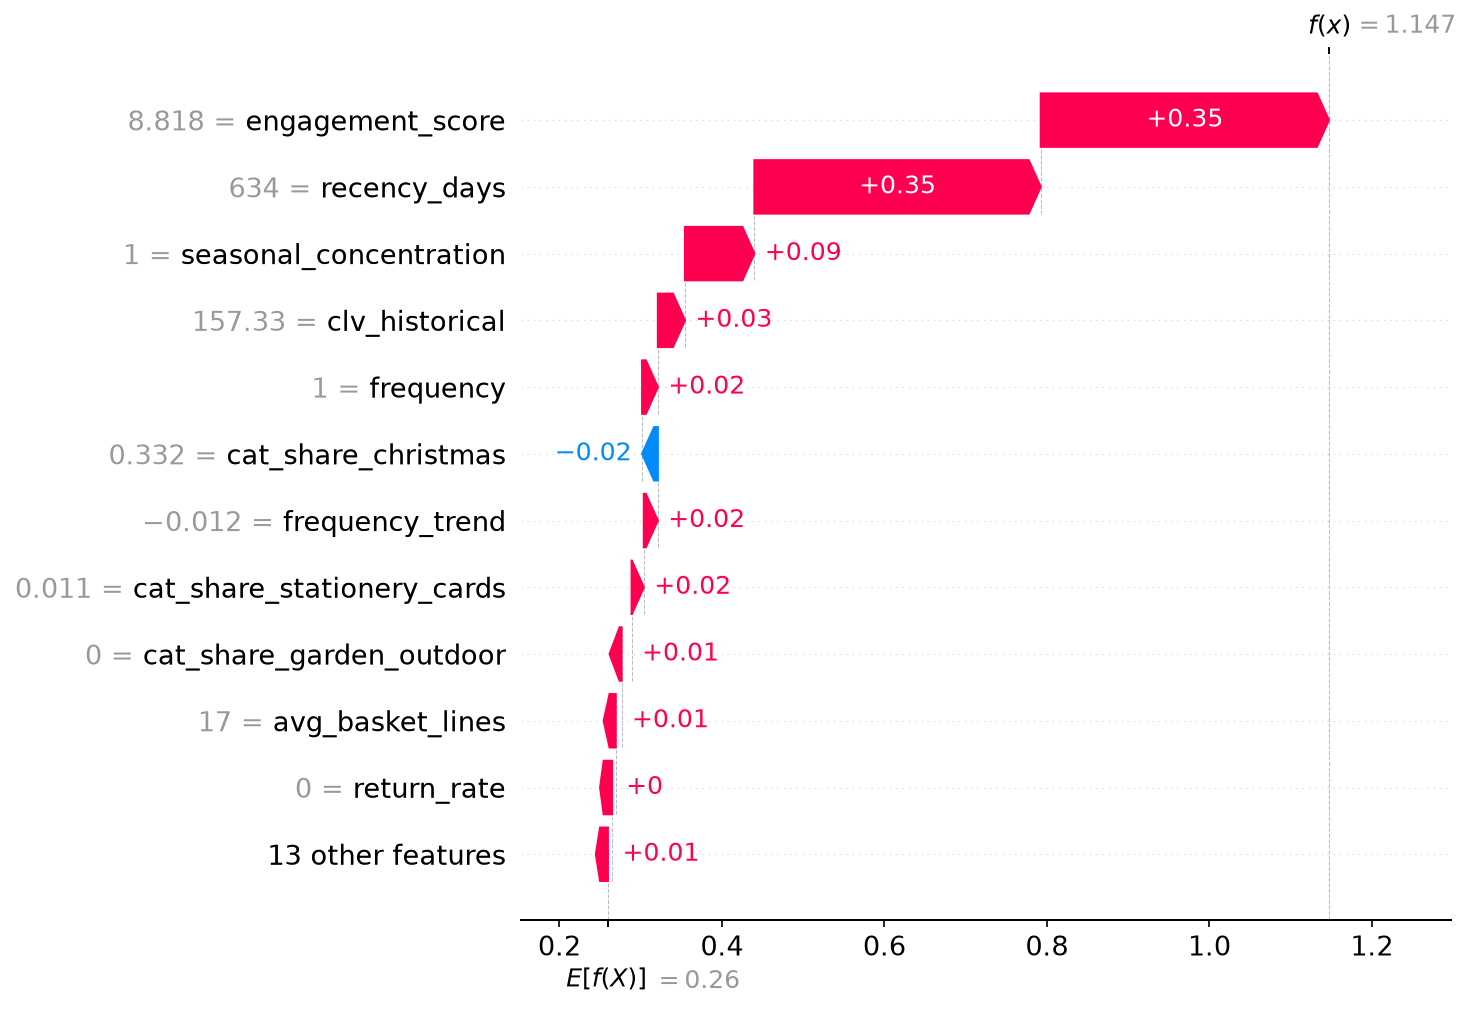 f(x) = 1.147
8.818 = engagement_score +0.35
634 = recency_days +0.35
1 = seasonal_concentration +0.09
157.33 = clv_historical +0.03
1 = frequency +0.02
0.332 = cat_share_christmas −0.02
−0.012 = frequency_trend +0.02
0.011 = cat_share_stationery_cards +0.02
0 = cat_share_garden_outdoor +0.01
17 = avg_basket_lines +0.01
0 = return_rate +0
13 other features +0.01
0.2 0.4 0.6 0.8 1.0 1.2
E[f(X)] = 0.26